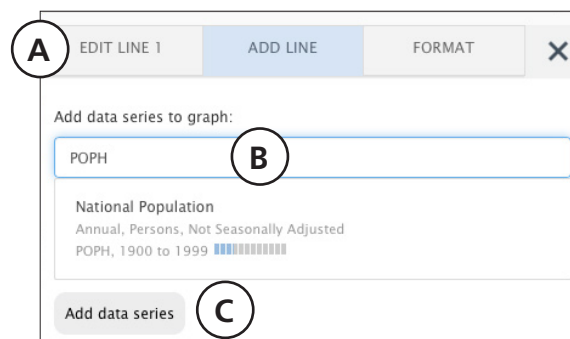 A EDIT LINE 1 ADD LINE FORMAT X
Add data series to graph:
POPH B
National Population
Annual, Persons, Not Seasonally Adjusted
POPH, 1900 to 1999
Add data series C